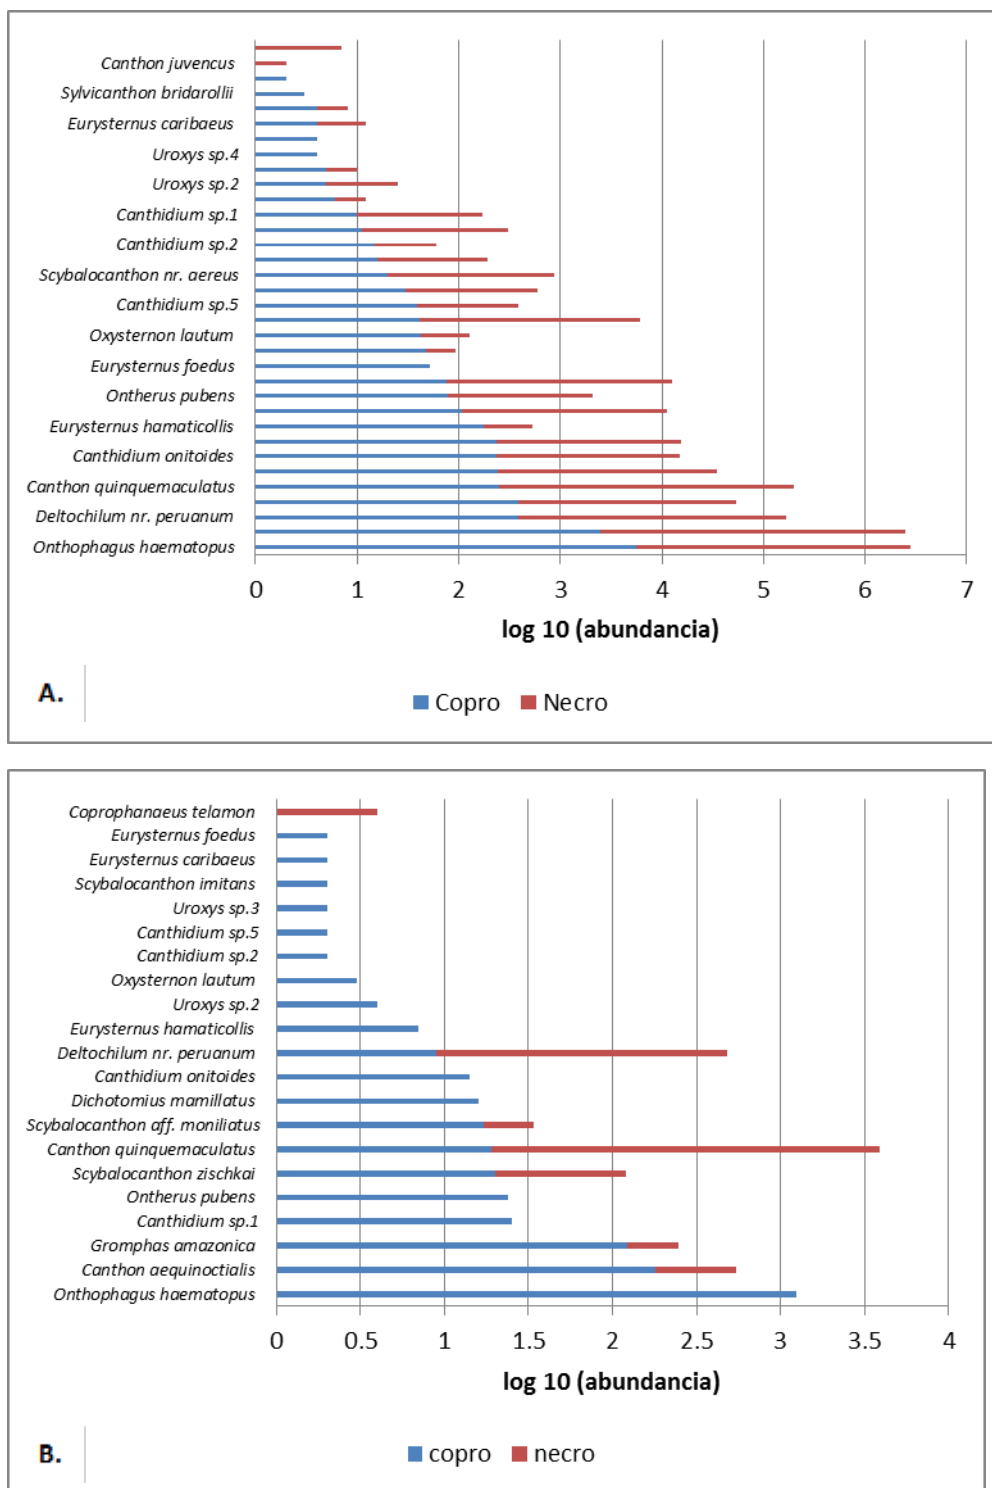 Canthon juvencus
Sylvicanthon bridarollii
Eurysternus caribaeus
Uroxys sp.4
Uroxys sp.2
Canthidium sp.1
Canthidium sp.2
Scybalocanthon nr. aereus
Canthidium sp.5
Oxysternon lautum
Eurysternus foedus
Ontherus pubens
Eurysternus hamaticollis
Canthidium onitoides
Canthon quinquemaculatus
Deltochilum nr. peruanum
Onthophagus haematopus
0 1 2 3 4 5 6 7
log 10 (abundancia)
A.
Copro Necro
Coprophanaeus telamon
Eurysternus foedus
Eurysternus caribaeus
Scybalocanthon imitans
Uroxys sp.3
Canthidium sp.5
Canthidium sp.2
Oxysternon lautum
Uroxys sp.2
Eurysternus hamaticollis
Deltochilum nr. peruanum
Canthidium onitoides
Dichotomius mamillatus
Scybalocanthon aff. moniliatus
Canthon quinquemaculatus
Scybalocanthon zischkai
Ontherus pubens
Canthidium sp.1
Gromphas amazonica
Canthon aequinoctialis
Onthophagus haematopus
0 0.5 1 1.5 2 2.5 3 3.5 4
log 10 (abundancia)
B.
copro necro